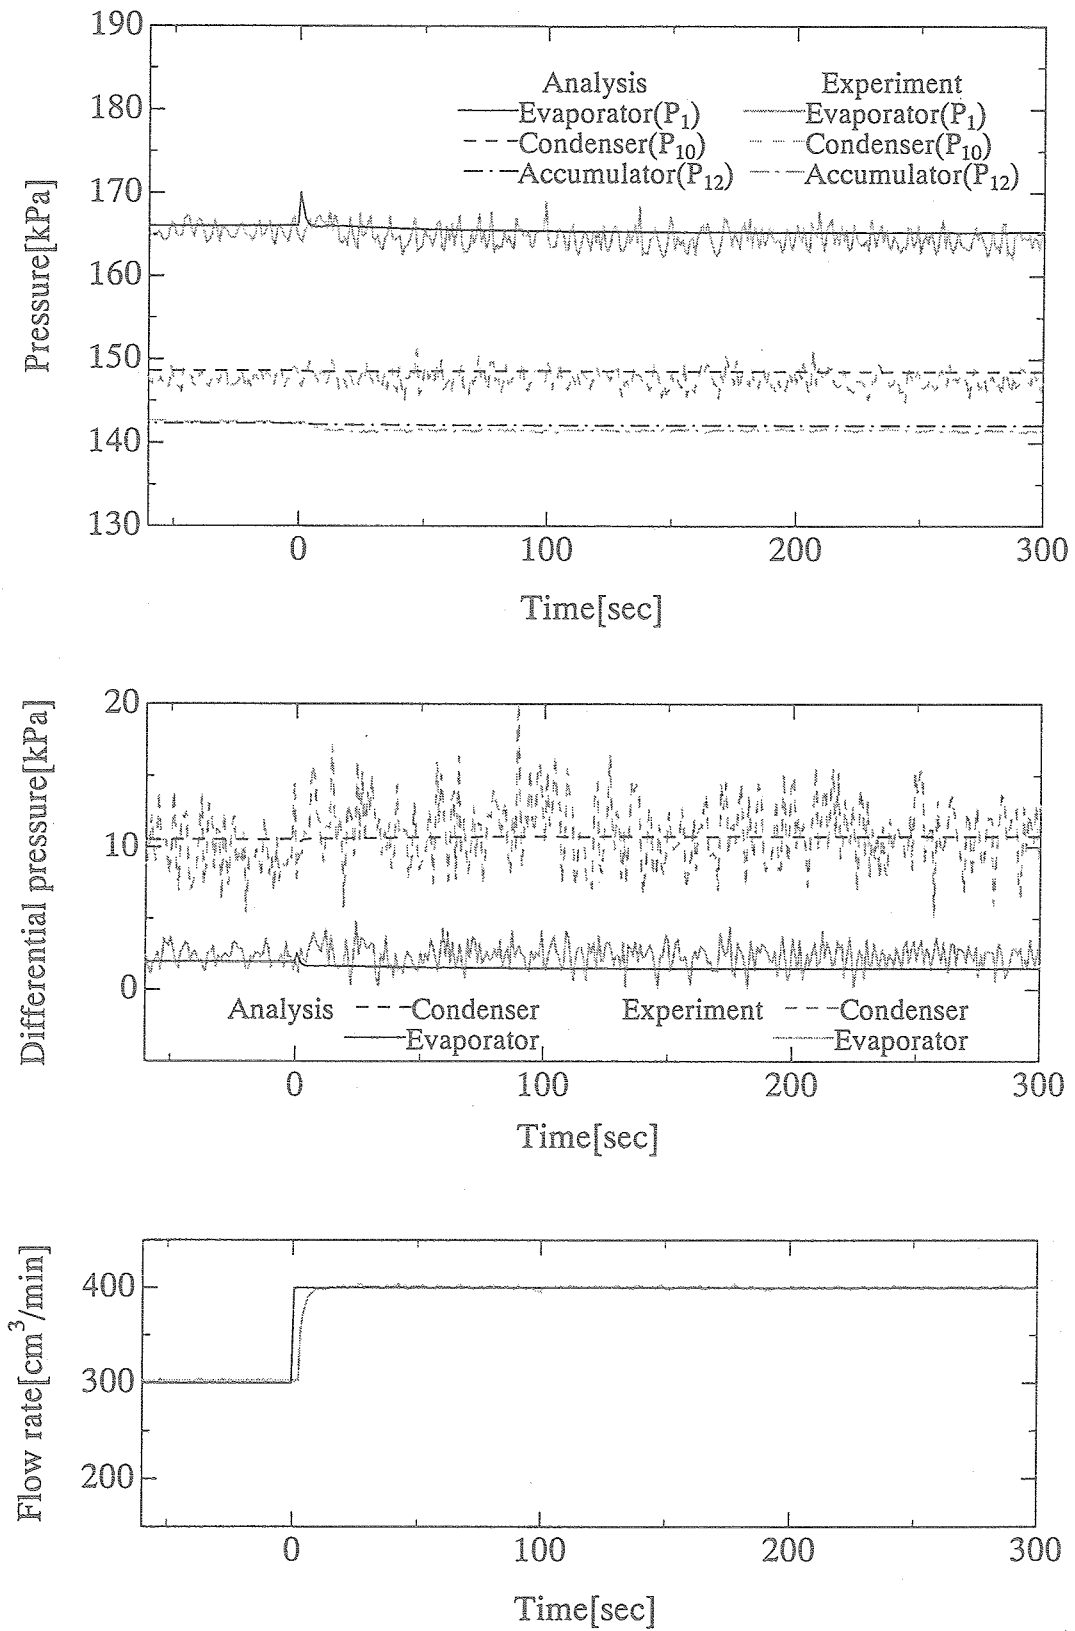 190
180
170
160
150
140
130
Pressure[kPa]
Analysis Experiment
Evaporator(P1) Evaporator(P1)
Condenser(P10) Condenser(P10)
Accumulator(P12) Accumulator(P12)
0 100 200 300
Time[sec]
20
10
0
Differential pressure[kPa]
Analysis Condenser Experiment Condenser
Evaporator Evaporator
0 100 200 300
Time[sec]
400
300
200
Flow rate[cm3/min]
0 100 200 300
Time[sec]